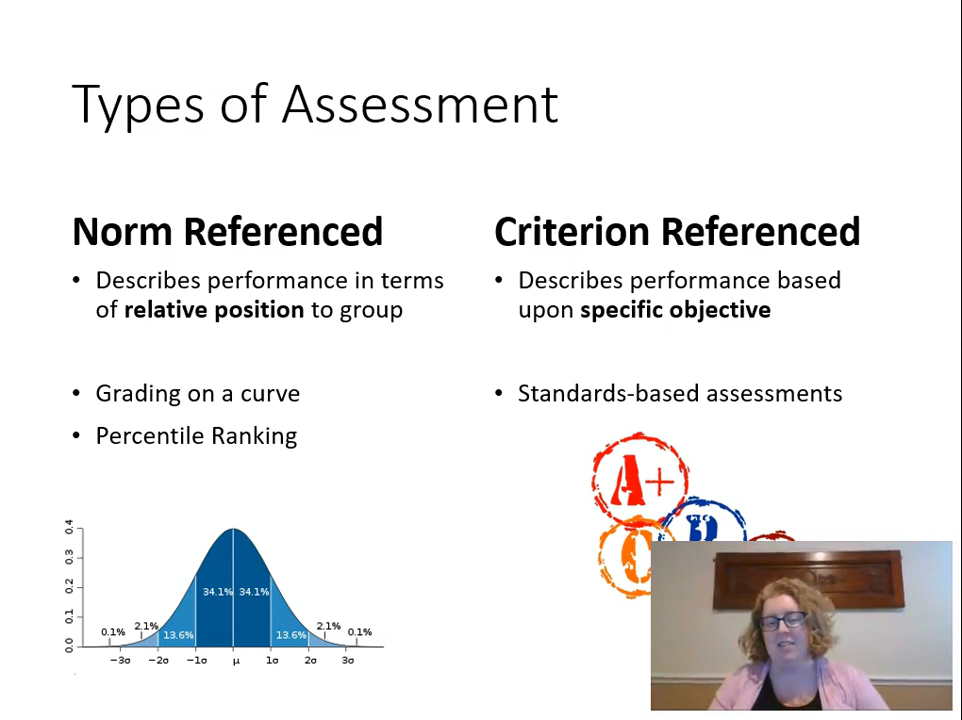 Types of Assessment
Norm Referenced
• Describes performance in terms
of relative position to group
• Grading on a curve
• Percentile Ranking
0.4
0.3
0.2
0.1
0.0
34.1% 34.1%
13.6% 13.6%
2.1% 2.1%
0.1% 0.1%
−3σ −2σ −1σ μ 1σ 2σ 3σ
Criterion Referenced
• Describes performance based
upon specific objective
• Standards-based assessments
A+